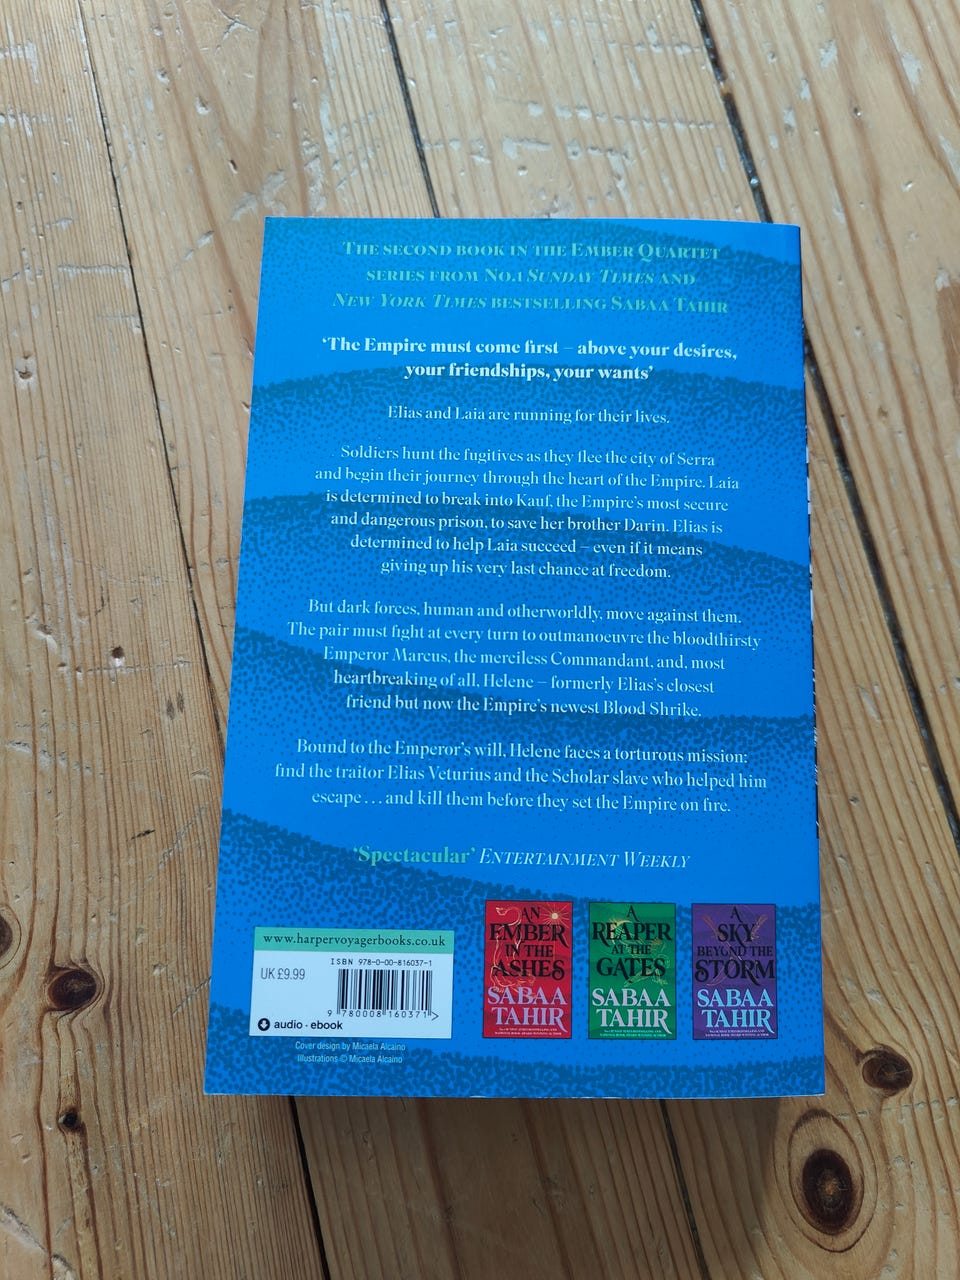 THE SECOND BOOK IN THE EMBER QUARTET
SERIES FROM NO.1 SUNDAY TIMES AND
NEW YORK TIMES BESTSELLING SABAA TAHIR
‘The Empire must come first – above your desires,
your friendships, your wants’
Elias and Laia are running for their lives.
Soldiers hunt the fugitives as they flee the city of Serra
and begin their journey through the heart of the Empire. Laia
is determined to break into Kauf, the Empire’s most secure
and dangerous prison, to save her brother Darin. Elias is
determined to help Laia succeed – even if it means
giving up his very last chance at freedom.
But dark forces, human and otherworldly, move against them.
The pair must fight at every turn to outmanoeuvre the bloodthirsty
Emperor Marcus, the merciless Commandant, and, most
heartbreaking of all, Helene – formerly Elias’s closest
friend but now the Empire’s newest Blood Shrike.
Bound to the Emperor’s will, Helene faces a torturous mission:
find the traitor Elias Veturius and the Scholar slave who helped him
escape . . . and kill them before they set the Empire on fire.
‘Spectacular’ ENTERTAINMENT WEEKLY
www.harpervoyagerbooks.co.uk
ISBN 978-0-00-816037-1
UK £9.99
9 780008 160371 >
audio · ebook
Cover design by Micaela Alcaino
Illustrations © Micaela Alcaino
AN
EMBER
IN THE
ASHES
SABAA
TAHIR
A
REAPER
AT THE
GATES
SABAA
TAHIR
A
SKY
BEYOND THE
STORM
SABAA
TAHIR